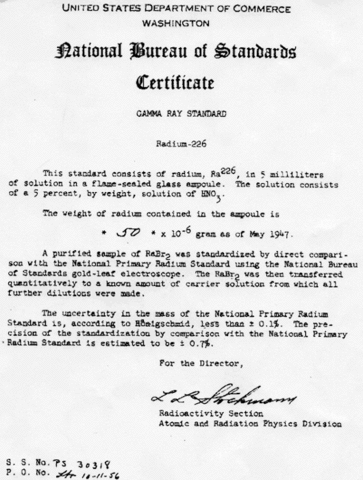 UNITED STATES DEPARTMENT OF COMMERCE
WASHINGTON
National Bureau of Standards
Certificate
GAMMA RAY STANDARD
Radium-226
This standard consists of radium, Ra226, in 5 milliliters
of solution in a flame-sealed glass ampoule. The solution consists
of a 5 percent, by weight, solution of HNO3.
The weight of radium contained in the ampoule is
* 50 * x 10-6 gram as of May 1947.
A purified sample of RaBr2 was standardized by direct compari-
son with the National Primary Radium Standard using the National Bureau
of Standards gold-leaf electroscope. The RaBr2 was then transferred
quantitatively to a known amount of carrier solution from which all
further dilutions were made.
The uncertainty in the mass of the National Primary Radium
Standard is, according to Hönigschmid, less than ± 0.1%. The pre-
cision of the standardization by comparison with the National Primary
Radium Standard is estimated to be ± 0.7%.
For the Director,
Radioactivity Section
Atomic and Radiation Physics Division
S. S. No. PS 30318
P. O. No. 10-11-56